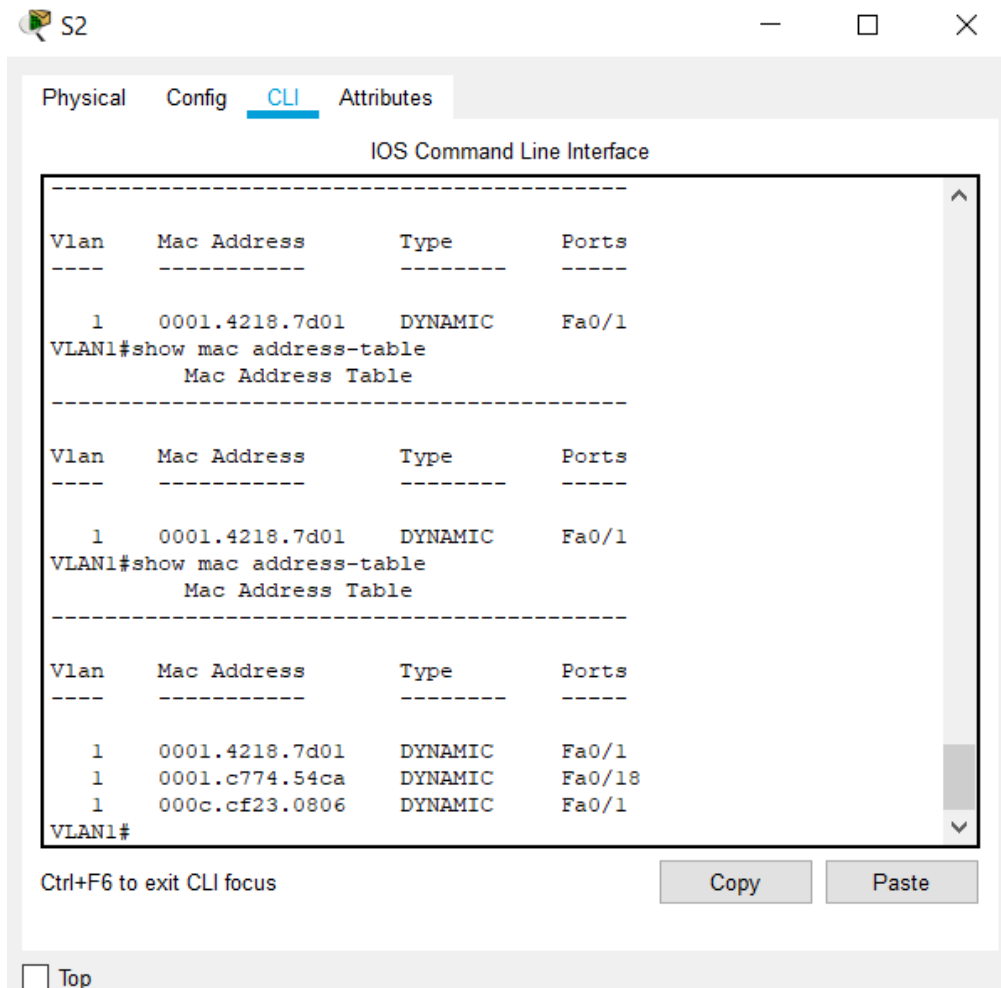 S2
Physical Config CLI Attributes
IOS Command Line Interface
-------------------------------------------
Vlan Mac Address Type Ports
---- ----------- -------- -----
1 0001.4218.7d01 DYNAMIC Fa0/1
VLAN1#show mac address-table
Mac Address Table
-------------------------------------------
Vlan Mac Address Type Ports
---- ----------- -------- -----
1 0001.4218.7d01 DYNAMIC Fa0/1
VLAN1#show mac address-table
Mac Address Table
-------------------------------------------
Vlan Mac Address Type Ports
---- ----------- -------- -----
1 0001.4218.7d01 DYNAMIC Fa0/1
1 0001.c774.54ca DYNAMIC Fa0/18
1 000c.cf23.0806 DYNAMIC Fa0/1
VLAN1#
Ctrl+F6 to exit CLI focus Copy Paste
Top